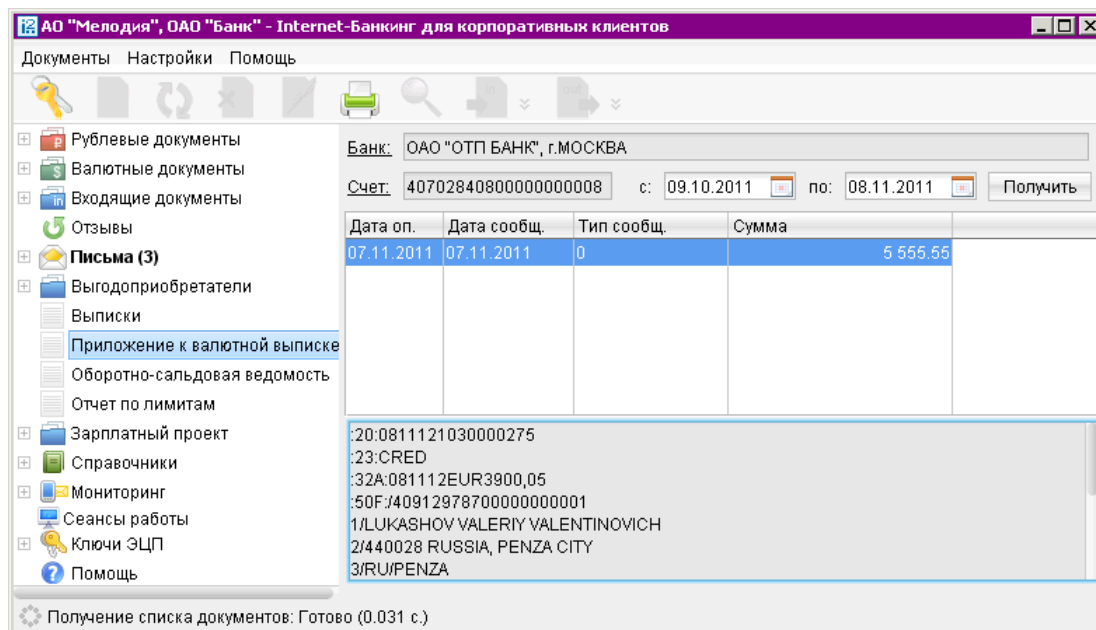 АО "Мелодия", ОАО "Банк" - Internet-Банкинг для корпоративных клиентов
Документы Настройки Помощь
in out
Рублевые документы
Валютные документы
Входящие документы
Отзывы
Письма (3)
Выгодоприобретатели
Выписки
Приложение к валютной выписке
Оборотно-сальдовая ведомость
Отчет по лимитам
Зарплатный проект
Справочники
Мониторинг
Сеансы работы
Ключи ЭЦП
Помощь
Банк: ОАО "ОТП БАНК", г.МОСКВА
Счет: 40702840800000000008 с: 09.10.2011 по: 08.11.2011 Получить
Дата оп. Дата сообщ. Тип сообщ. Сумма
07.11.2011 07.11.2011 0 5 555.55
:20:0811121030000275
:23:CRED
:32A:081112EUR3900,05
:50F:/40912978700000000001
1/LUKASHOV VALERIY VALENTINOVICH
2/440028 RUSSIA, PENZA CITY
3/RU/PENZA
Получение списка документов: Готово (0.031 с.)